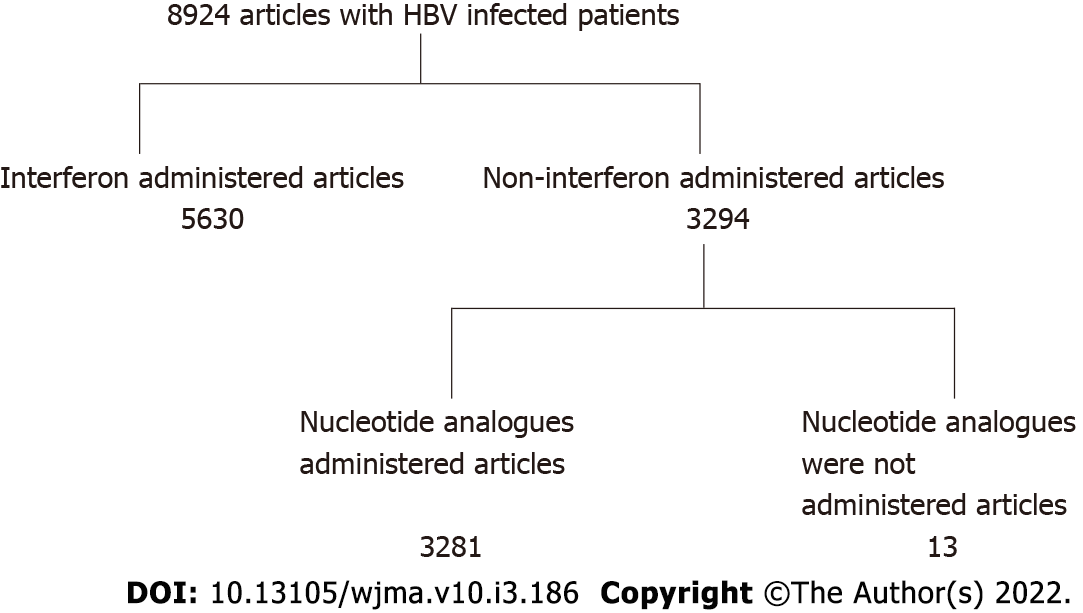 8924 articles with HBV infected patients
Interferon administered articles
5630
Non-interferon administered articles
3294
Nucleotide analogues
administered articles
3281
Nucleotide analogues
were not
administered articles
13
DOI: 10.13105/wjma.v10.i3.186 Copyright ©The Author(s) 2022.